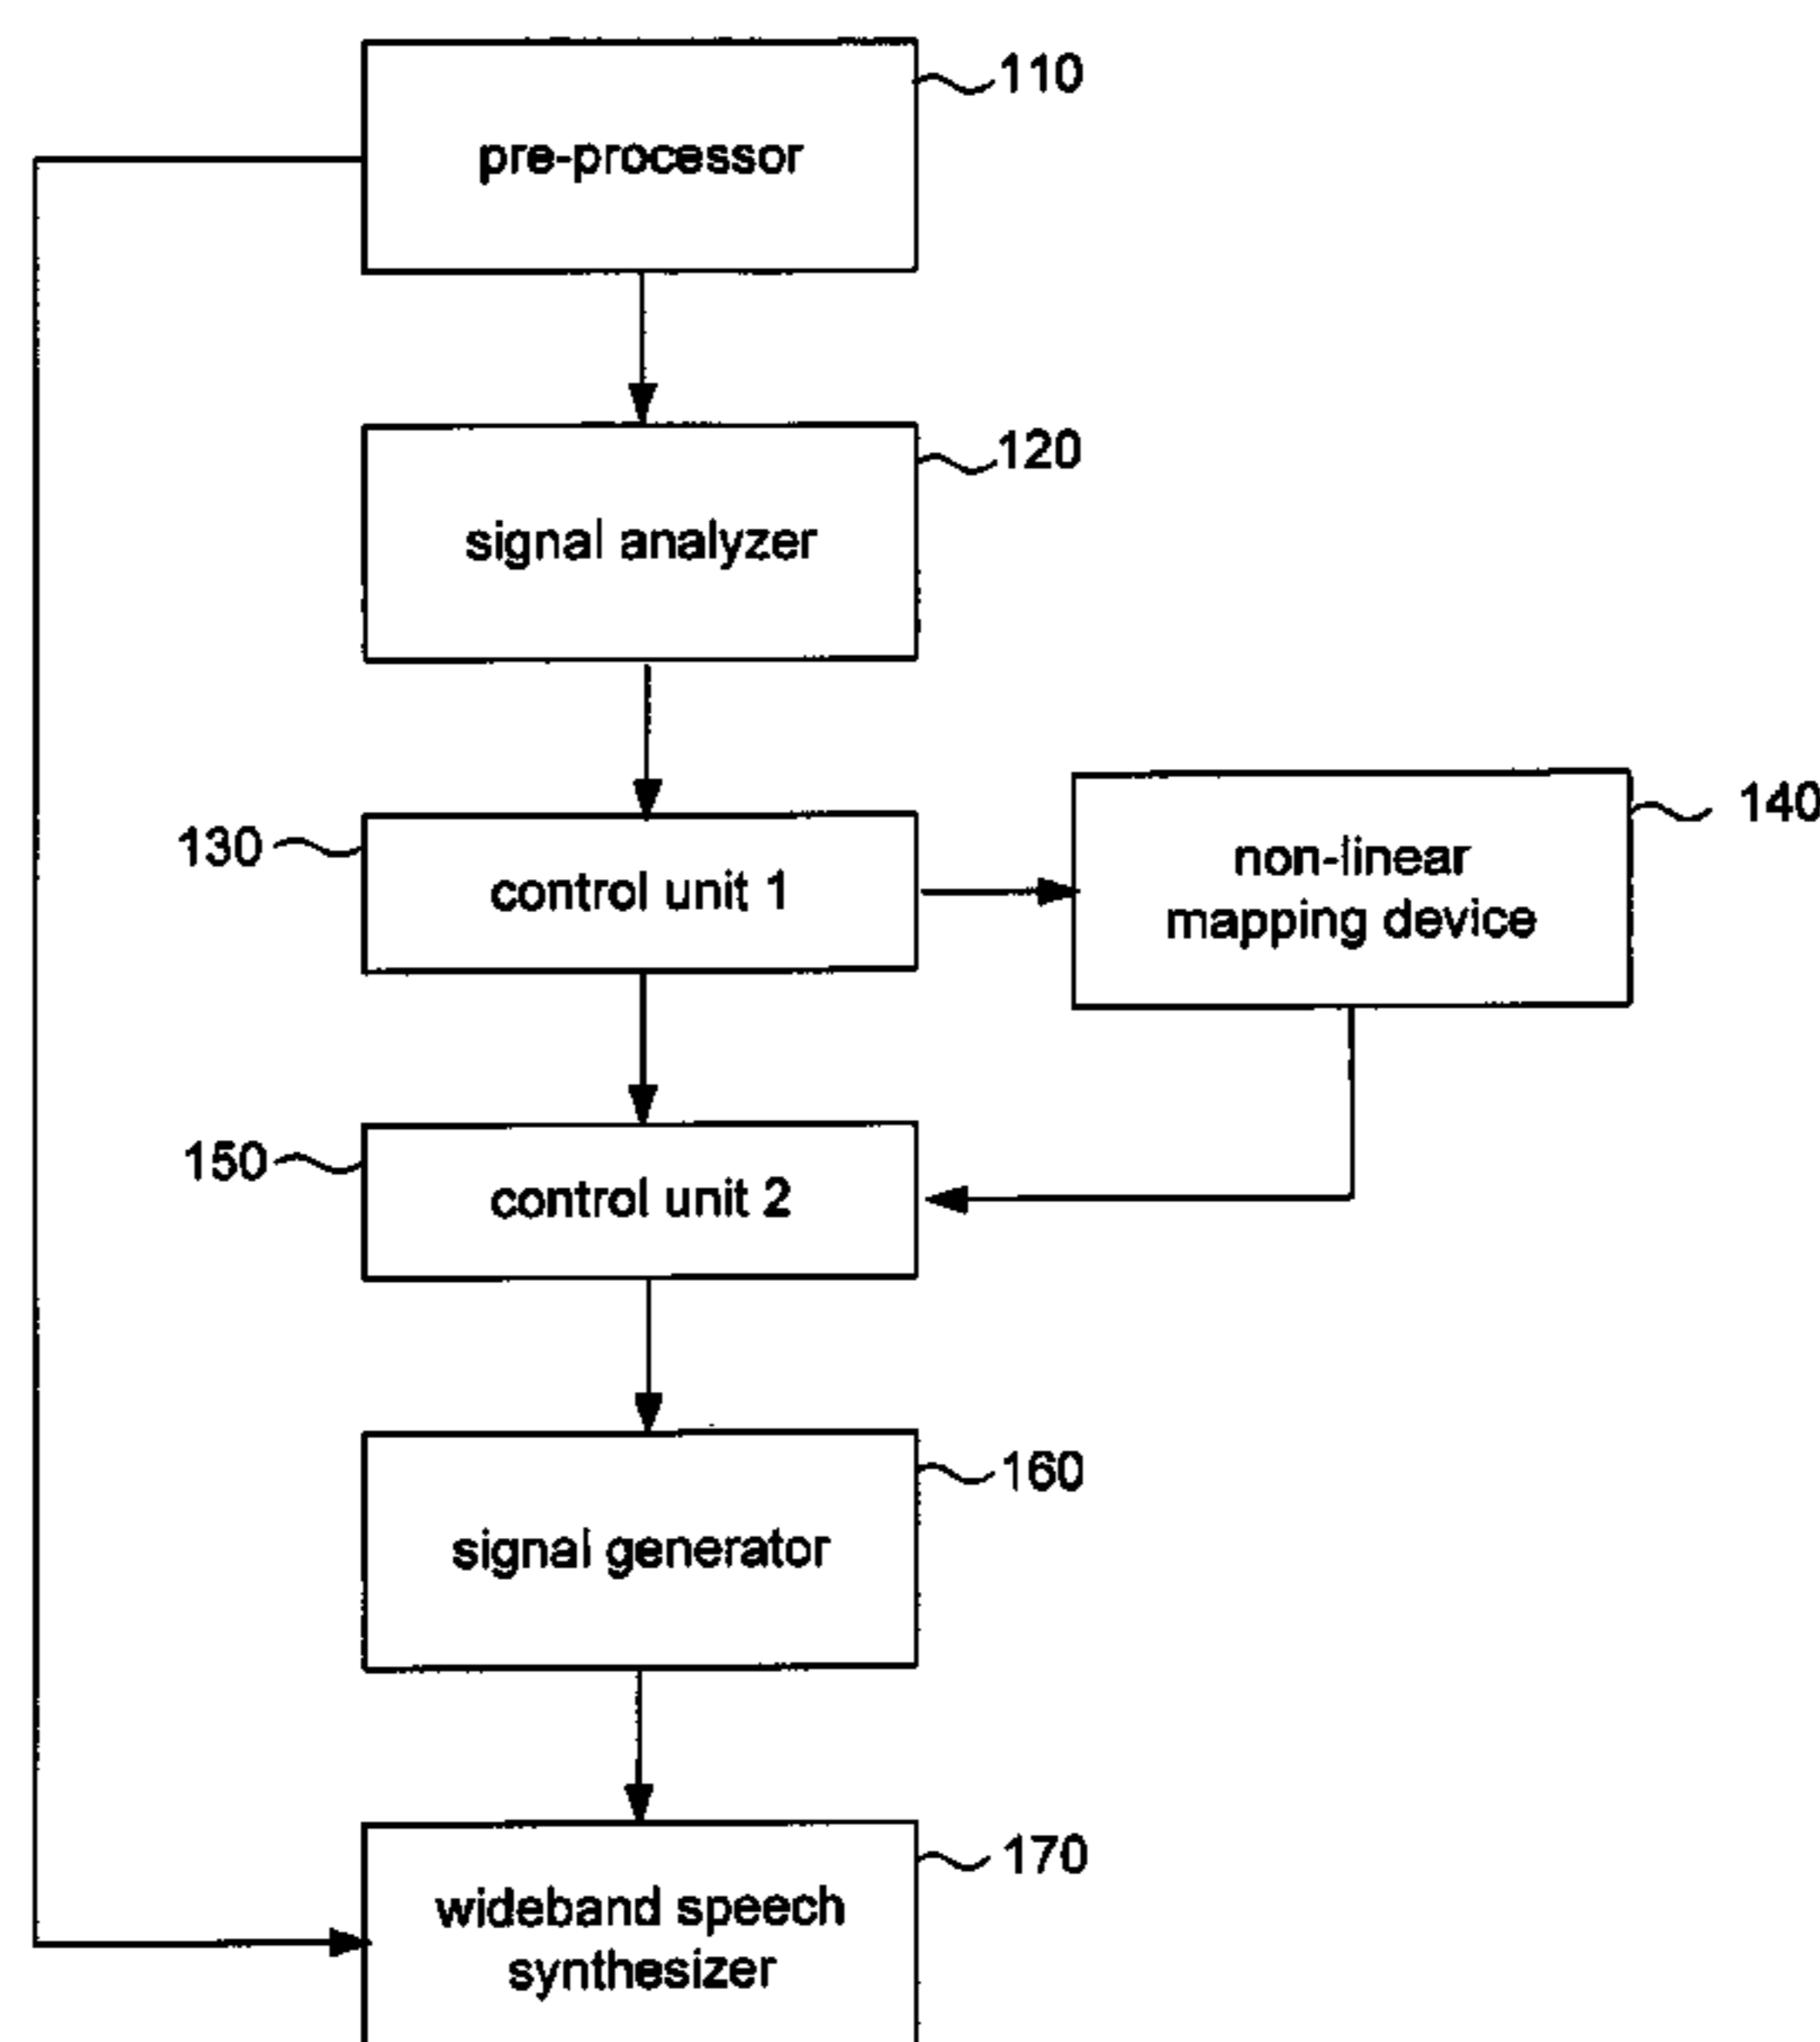 110
pre-processor
120
signal analyzer
130
control unit 1
140
non-linear
mapping device
150
control unit 2
160
signal generator
170
wideband speech
synthesizer